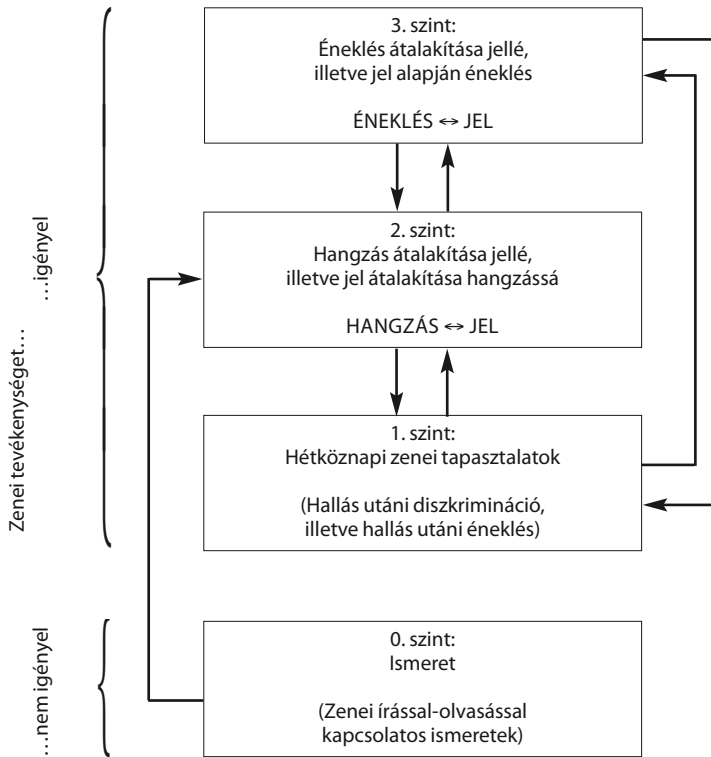 3. szint:
Éneklés átalakítása jellé,
illetve jel alapján éneklés
ÉNEKLÉS ↔ JEL
2. szint:
Hangzás átalakítása jellé,
illetve jel átalakítása hangzássá
HANGZÁS ↔ JEL
1. szint:
Hétköznapi zenei tapasztalatok
(Hallás utáni diszkrimináció,
illetve hallás utáni éneklés)
0. szint:
Ismeret
(Zenei írással-olvasással
kapcsolatos ismeretek)
Zenei tevékenységet…
…igényel
…nem igényel